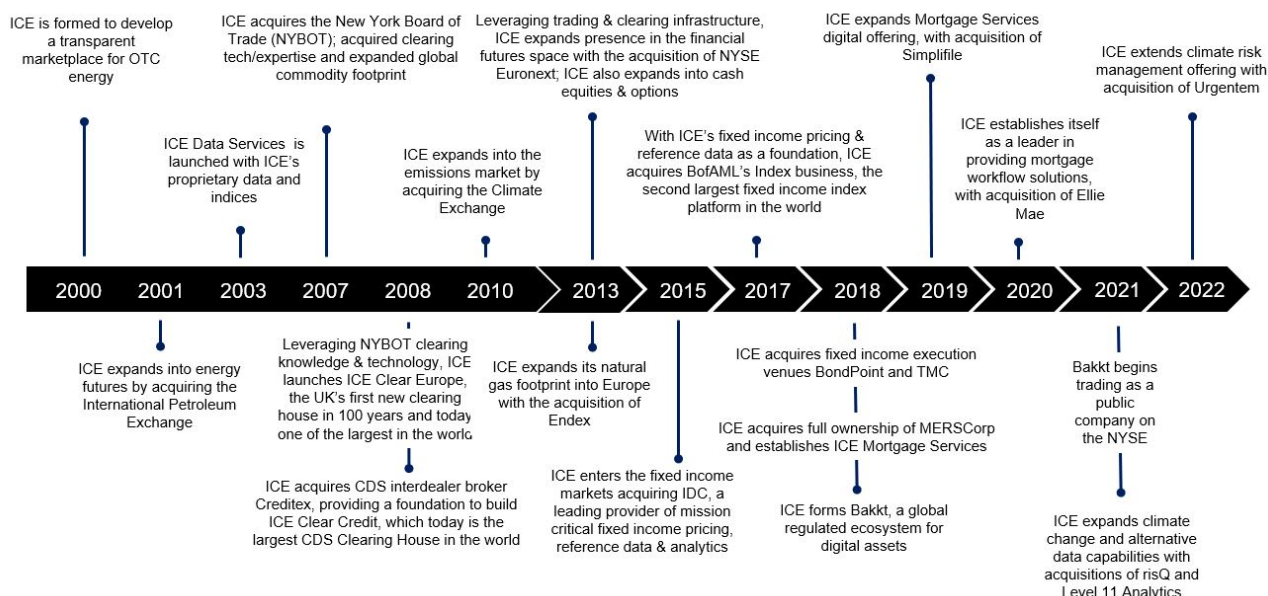 ICE is formed to develop
a transparent
marketplace for OTC
energy
ICE Data Services is
launched with ICE's
proprietary data and
indices
ICE acquires the New York Board of
Trade (NYBOT); acquired clearing
tech/expertise and expanded global
commodity footprint
ICE expands into the
emissions market by
acquiring the Climate
Exchange
Leveraging trading & clearing infrastructure,
ICE expands presence in the financial
futures space with the acquisition of NYSE
Euronext; ICE also expands into cash
equities & options
With ICE's fixed income pricing &
reference data as a foundation, ICE
acquires BofAML's Index business, the
second largest fixed income index
platform in the world
ICE expands Mortgage Services
digital offering, with acquisition of
Simplifile
ICE establishes itself
as a leader in
providing mortgage
workflow solutions,
with acquisition of Ellie
Mae
ICE extends climate risk
management offering with
acquisition of Urgentem
2000 2001 2003 2007 2008 2010 2013 2015 2017 2018 2019 2020 2021 2022
ICE expands into energy
futures by acquiring the
International Petroleum
Exchange
Leveraging NYBOT clearing
knowledge & technology, ICE
launches ICE Clear Europe,
the UK's first new clearing
house in 100 years and today
one of the largest in the world
ICE acquires CDS interdealer broker
Creditex, providing a foundation to build
ICE Clear Credit, which today is the
largest CDS Clearing House in the world
ICE expands its natural
gas footprint into Europe
with the acquisition of
Endex
ICE enters the fixed income
markets acquiring IDC, a
leading provider of mission
critical fixed income pricing,
reference data & analytics
ICE acquires fixed income execution
venues BondPoint and TMC
ICE acquires full ownership of MERSCorp
and establishes ICE Mortgage Services
ICE forms Bakkt, a global
regulated ecosystem for
digital assets
Bakkt begins
trading as a
public
company on
the NYSE
ICE expands climate
change and alternative
data capabilities with
acquisitions of risQ and
Level 11 Analytics